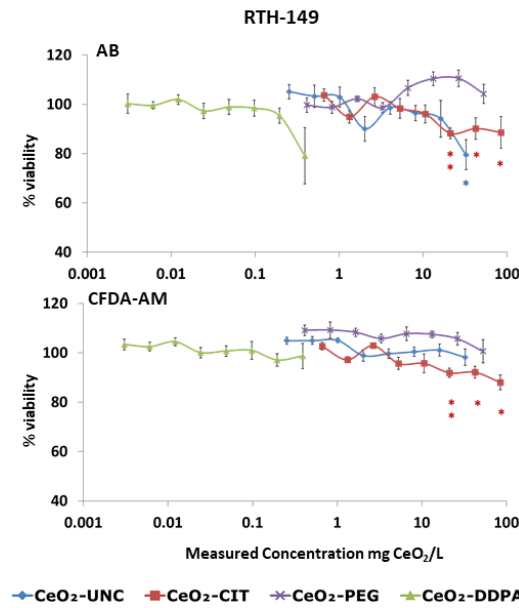 RTH-149
AB
120
100
80
60
40
% viability
0.001 0.01 0.1 1 10 100
* * *
* *
CFDA-AM
120
100
80
60
40
% viability
* * *
*
0.001 0.01 0.1 1 10 100
Measured Concentration mg CeO₂/L
CeO₂-UNC CeO₂-CIT CeO₂-PEG CeO₂-DDPA